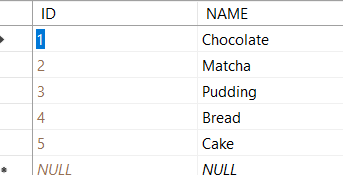 ID NAME
1 Chocolate
2 Matcha
3 Pudding
4 Bread
5 Cake
NULL NULL